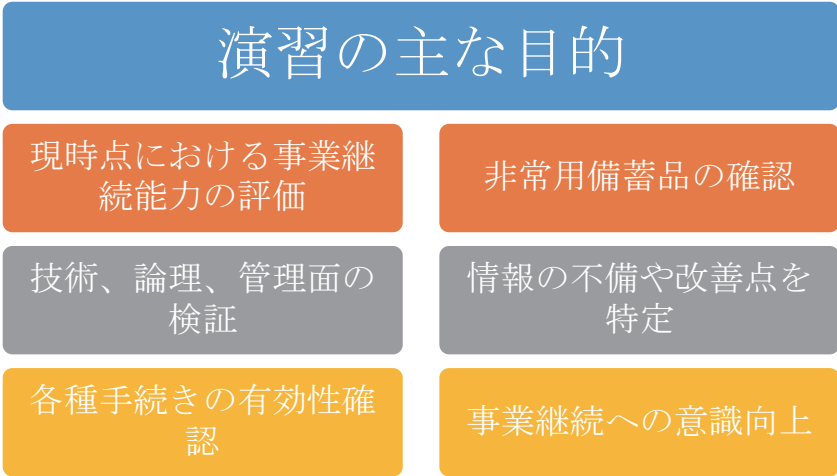 演習の主な目的
現時点における事業継
続能力の評価
非常用備蓄品の確認
技術、論理、管理面の
検証
情報の不備や改善点を
特定
各種手続きの有効性確
認
事業継続への意識向上